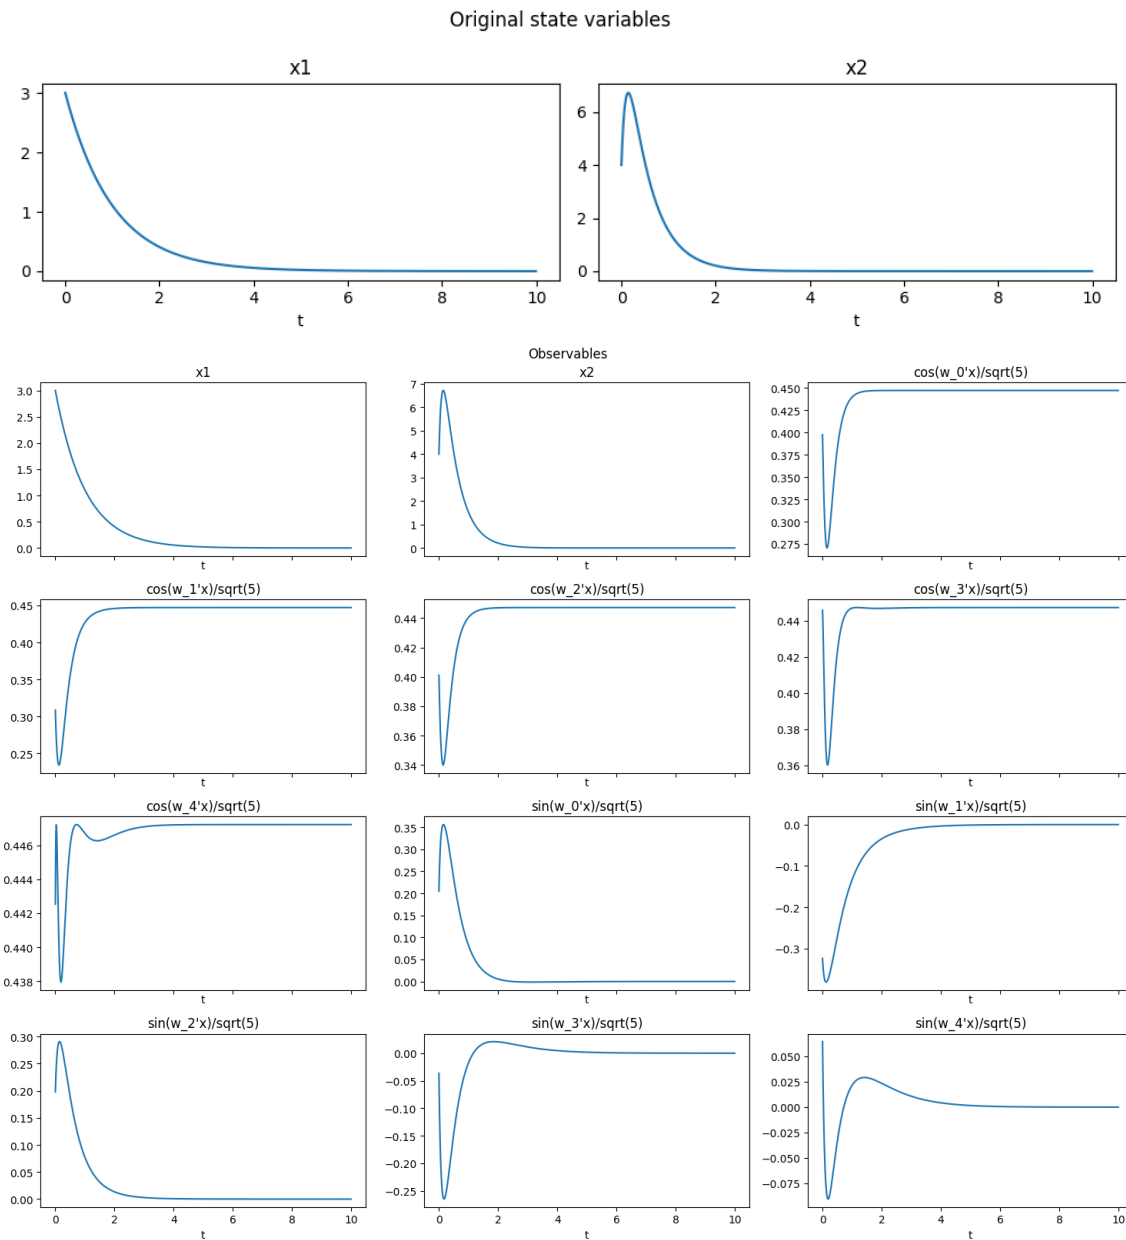 Original state variables
x1
x2
3
2
1
0
6
4
2
0
0 2 4 6 8 10
0 2 4 6 8 10
t
t
Observables
x1
x2
cos(w_0'x)/sqrt(5)
3.0
2.5
2.0
1.5
1.0
0.5
0.0
7
6
5
4
3
2
1
0
0.450
0.425
0.400
0.375
0.350
0.325
0.300
0.275
t
t
t
cos(w_1'x)/sqrt(5)
cos(w_2'x)/sqrt(5)
cos(w_3'x)/sqrt(5)
0.45
0.40
0.35
0.30
0.25
0.44
0.42
0.40
0.38
0.36
0.34
0.44
0.42
0.40
0.38
0.36
t
t
t
cos(w_4'x)/sqrt(5)
sin(w_0'x)/sqrt(5)
sin(w_1'x)/sqrt(5)
0.446
0.444
0.442
0.440
0.438
0.35
0.30
0.25
0.20
0.15
0.10
0.05
0.00
0.0
−0.1
−0.2
−0.3
t
t
t
sin(w_2'x)/sqrt(5)
sin(w_3'x)/sqrt(5)
sin(w_4'x)/sqrt(5)
0.30
0.25
0.20
0.15
0.10
0.05
0.00
0.00
−0.05
−0.10
−0.15
−0.20
−0.25
0.050
0.025
0.000
−0.025
−0.050
−0.075
0 2 4 6 8 10
0 2 4 6 8 10
0 2 4 6 8 10
t
t
t